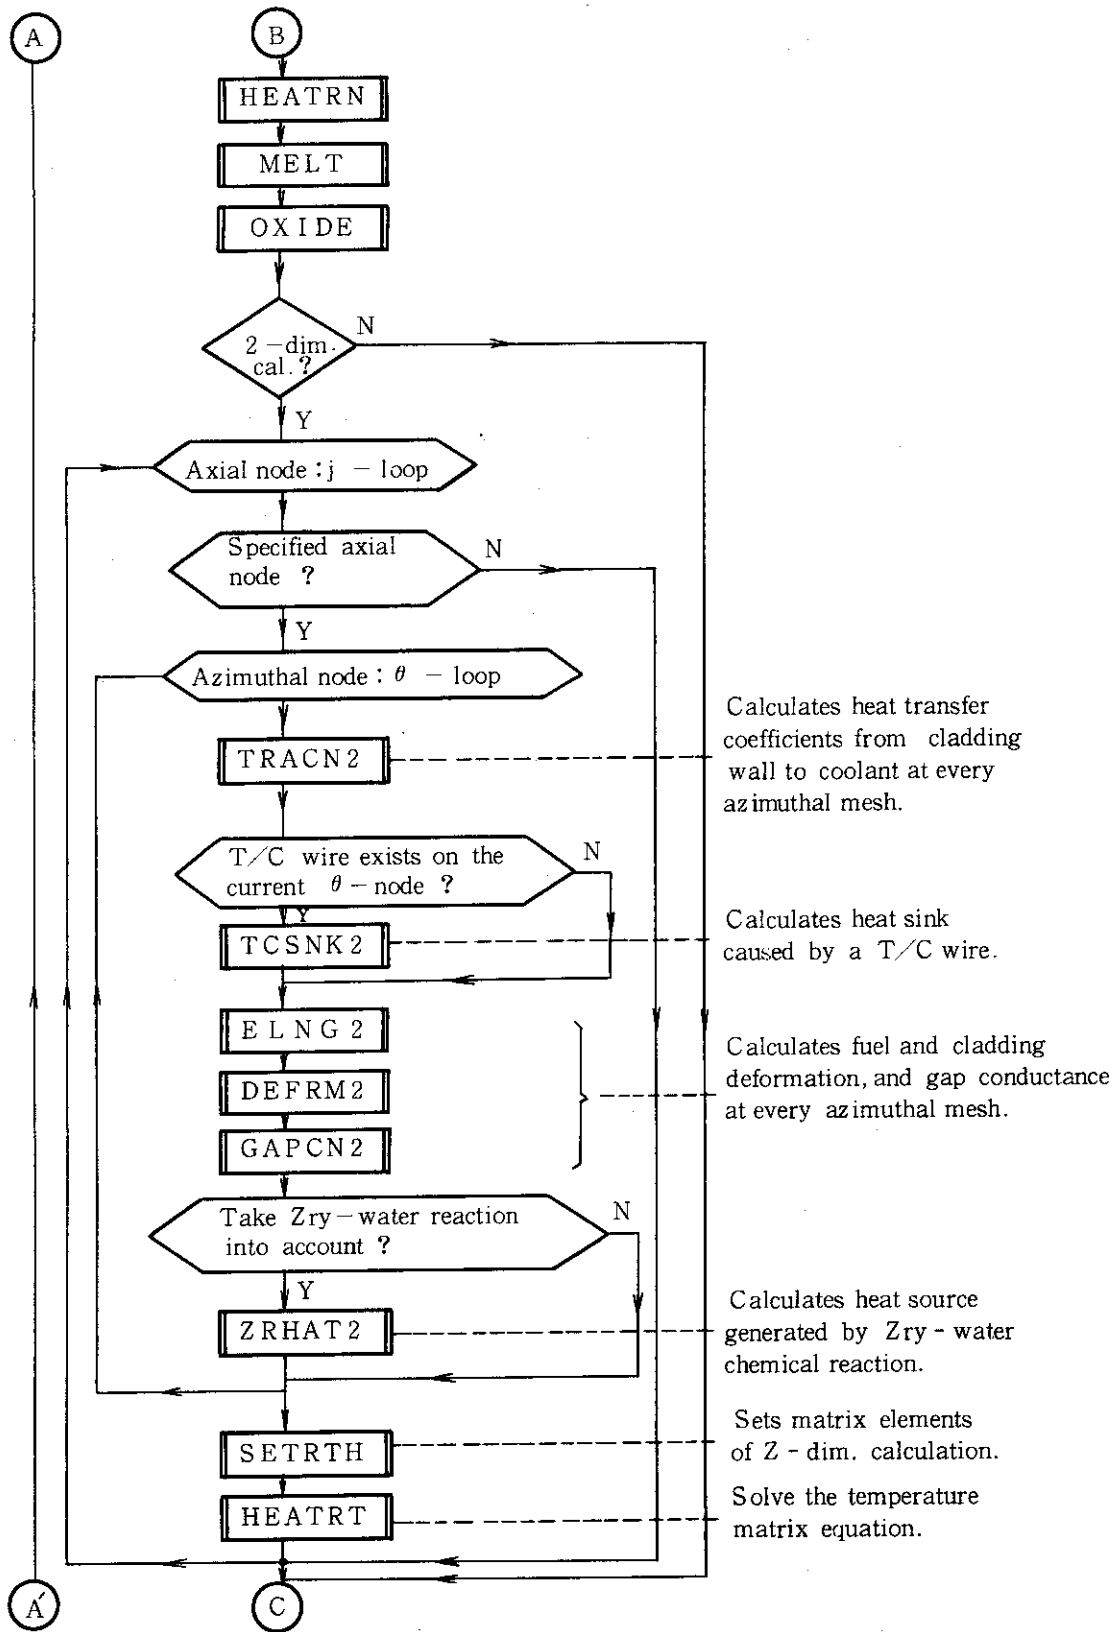 A
B
HEATRN
MELT
OXIDE
2-dim.
cal.?
N
Y
Axial node : j - loop
Specified axial
node ?
N
Y
Azimuthal node : θ - loop
TRACN2
Calculates heat transfer
coefficients from cladding
wall to coolant at every
azimuthal mesh.
T/C wire exists on the
current θ-node ?
N
Y
TCSNK2
Calculates heat sink
caused by a T/C wire.
ELNG2
DEFRM2
GAPCN2
Calculates fuel and cladding
deformation, and gap conductance
at every azimuthal mesh.
Take Zry-water reaction
into account ?
N
Y
ZRHAT2
Calculates heat source
generated by Zry-water
chemical reaction.
SETRTH
Sets matrix elements
of Z-dim. calculation.
HEATRT
Solve the temperature
matrix equation.
A'
C